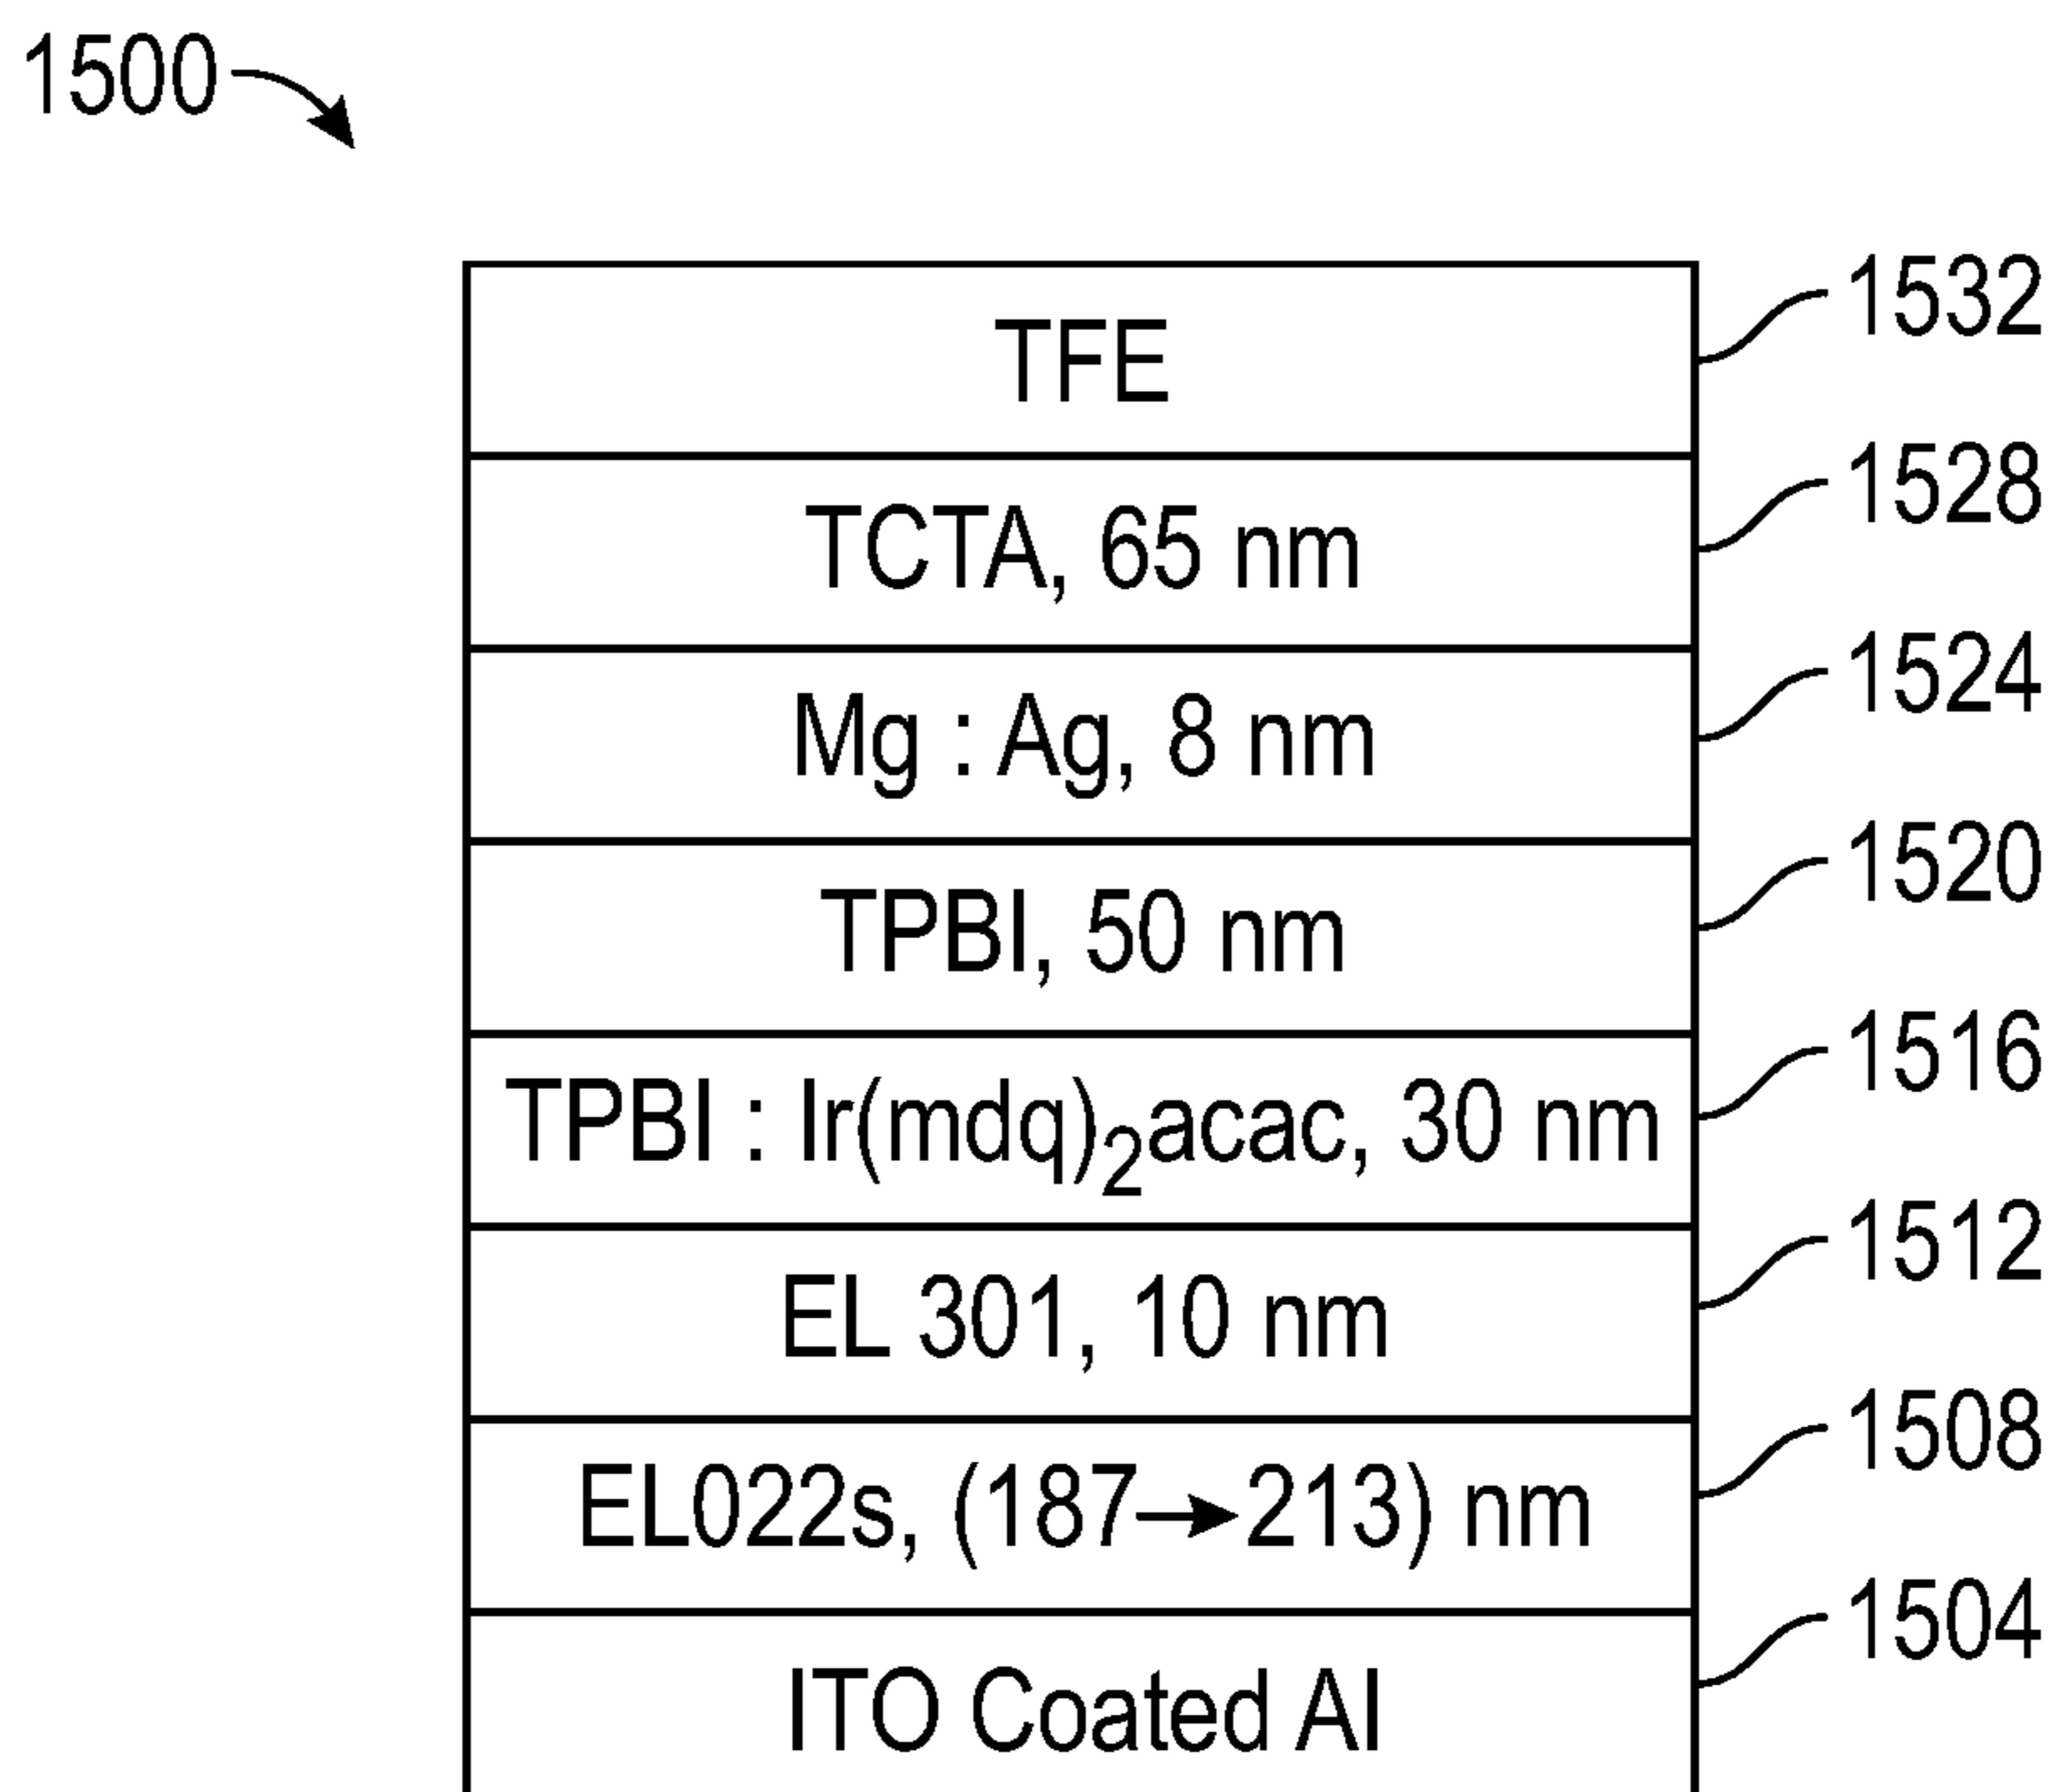 1500
TFE
1532
TCTA, 65 nm
1528
Mg : Ag, 8 nm
1524
TPBI, 50 nm
1520
TPBI : Ir(mdq)₂acac, 30 nm
1516
EL 301, 10 nm
1512
EL022s, (187→213) nm
1508
ITO Coated Al
1504